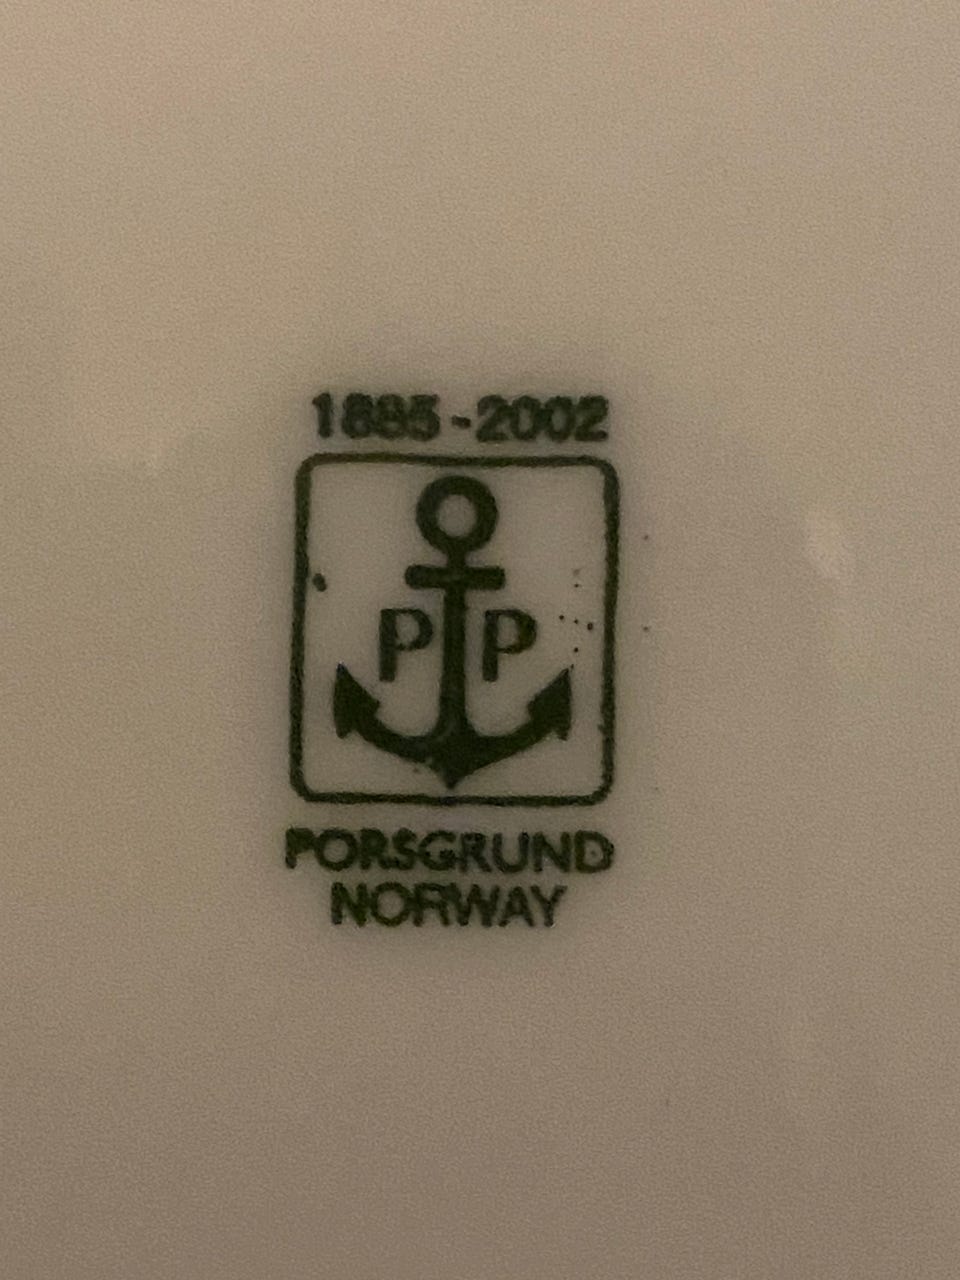 1885-2002
P P
PORSGRUND
NORWAY